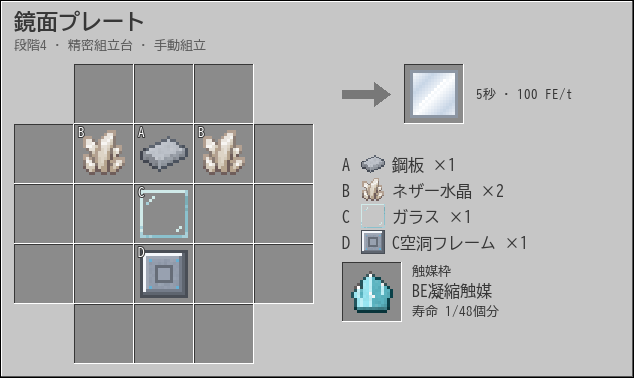 鏡面プレート
段階4 · 精密組立台 · 手動組立
B A B
C
D
5秒 · 100 FE/t
A 鋼板 ×1
B ネザー水晶 ×2
C ガラス ×1
D C空洞フレーム ×1
触媒枠
BE凝縮触媒
寿命 1/48個分